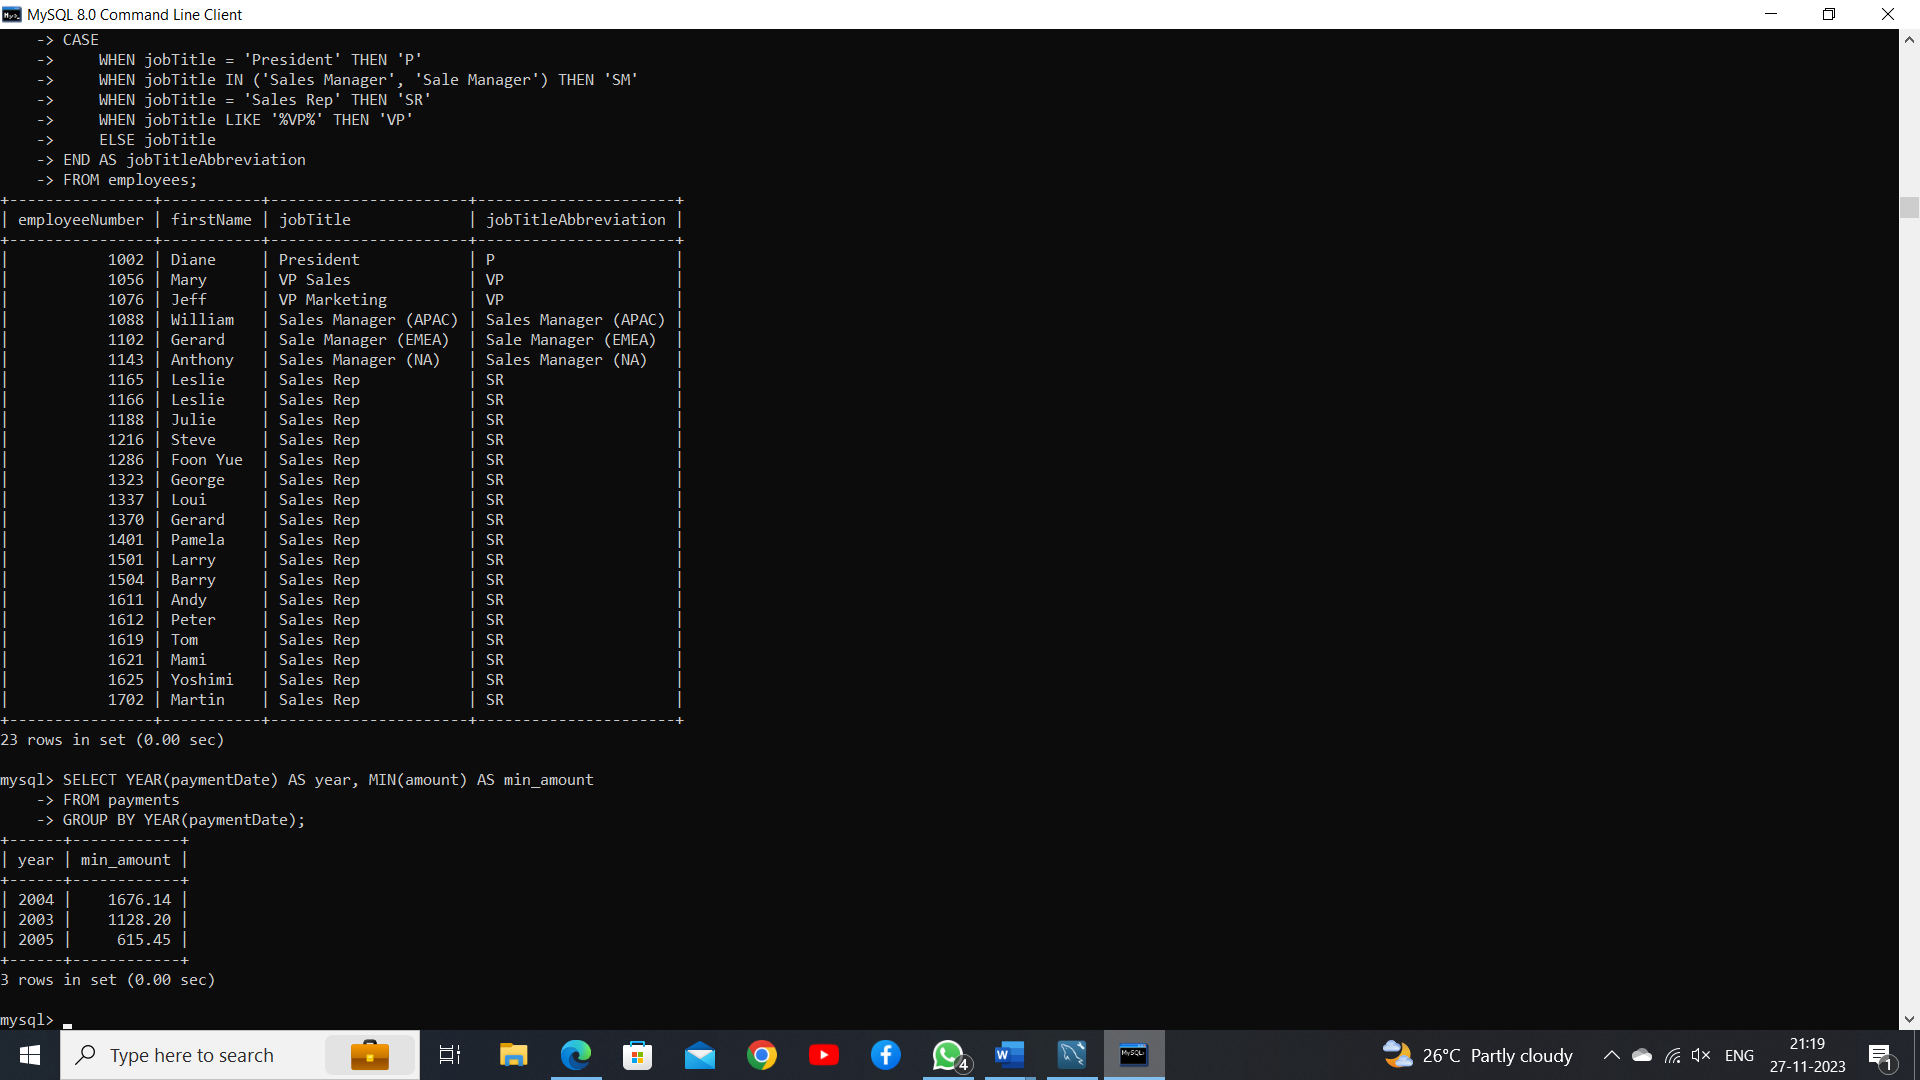 MySQL 8.0 Command Line Client
    -> CASE
    ->     WHEN jobTitle = 'President' THEN 'P'
    ->     WHEN jobTitle IN ('Sales Manager', 'Sale Manager') THEN 'SM'
    ->     WHEN jobTitle = 'Sales Rep' THEN 'SR'
    ->     WHEN jobTitle LIKE '%VP%' THEN 'VP'
    ->     ELSE jobTitle
    -> END AS jobTitleAbbreviation
    -> FROM employees;
+----------------+-----------+----------------------+----------------------+
| employeeNumber | firstName | jobTitle             | jobTitleAbbreviation |
+----------------+-----------+----------------------+----------------------+
|           1002 | Diane     | President            | P                    |
|           1056 | Mary      | VP Sales             | VP                   |
|           1076 | Jeff      | VP Marketing         | VP                   |
|           1088 | William   | Sales Manager (APAC) | Sales Manager (APAC) |
|           1102 | Gerard    | Sale Manager (EMEA)  | Sale Manager (EMEA)  |
|           1143 | Anthony   | Sales Manager (NA)   | Sales Manager (NA)   |
|           1165 | Leslie    | Sales Rep            | SR                   |
|           1166 | Leslie    | Sales Rep            | SR                   |
|           1188 | Julie     | Sales Rep            | SR                   |
|           1216 | Steve     | Sales Rep            | SR                   |
|           1286 | Foon Yue  | Sales Rep            | SR                   |
|           1323 | George    | Sales Rep            | SR                   |
|           1337 | Loui      | Sales Rep            | SR                   |
|           1370 | Gerard    | Sales Rep            | SR                   |
|           1401 | Pamela    | Sales Rep            | SR                   |
|           1501 | Larry     | Sales Rep            | SR                   |
|           1504 | Barry     | Sales Rep            | SR                   |
|           1611 | Andy      | Sales Rep            | SR                   |
|           1612 | Peter     | Sales Rep            | SR                   |
|           1619 | Tom       | Sales Rep            | SR                   |
|           1621 | Mami      | Sales Rep            | SR                   |
|           1625 | Yoshimi   | Sales Rep            | SR                   |
|           1702 | Martin    | Sales Rep            | SR                   |
+----------------+-----------+----------------------+----------------------+
23 rows in set (0.00 sec)
mysql> SELECT YEAR(paymentDate) AS year, MIN(amount) AS min_amount
    -> FROM payments
    -> GROUP BY YEAR(paymentDate);
+------+------------+
| year | min_amount |
+------+------------+
| 2004 |    1676.14 |
| 2003 |    1128.20 |
| 2005 |     615.45 |
+------+------------+
3 rows in set (0.00 sec)
mysql>
Type here to search
4
W
MySQL
26°C Partly cloudy
ENG
21:19
27-11-2023
1